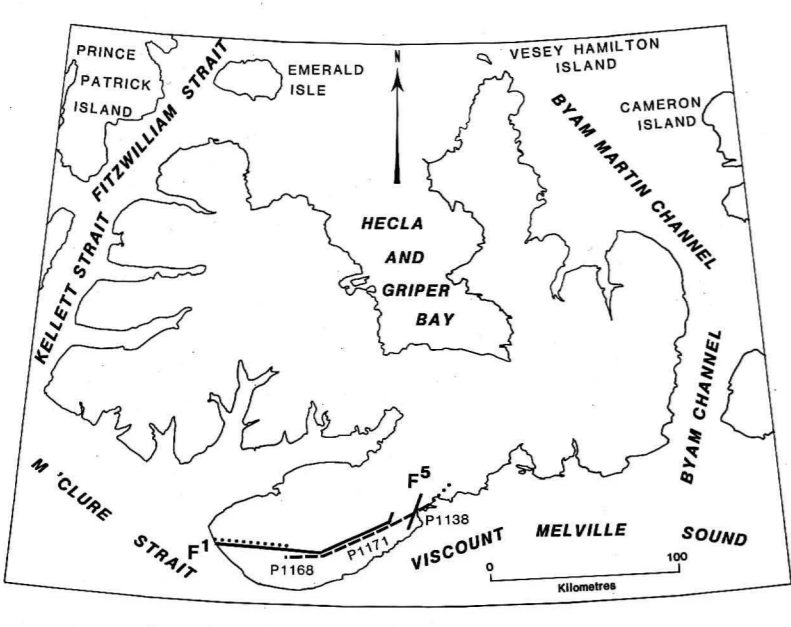 PRINCE
PATRICK
ISLAND
FITZWILLIAM STRAIT
EMERALD
ISLE
N
VESEY HAMILTON
ISLAND
CAMERON
ISLAND
BYAM MARTIN CHANNEL
KELLETT STRAIT
HECLA
AND
GRIPER
BAY
BYAM CHANNEL
M'CLURE
STRAIT
F1
F5
P1168
P1171
P1138
VISCOUNT
MELVILLE
SOUND
0
100
Kilometres